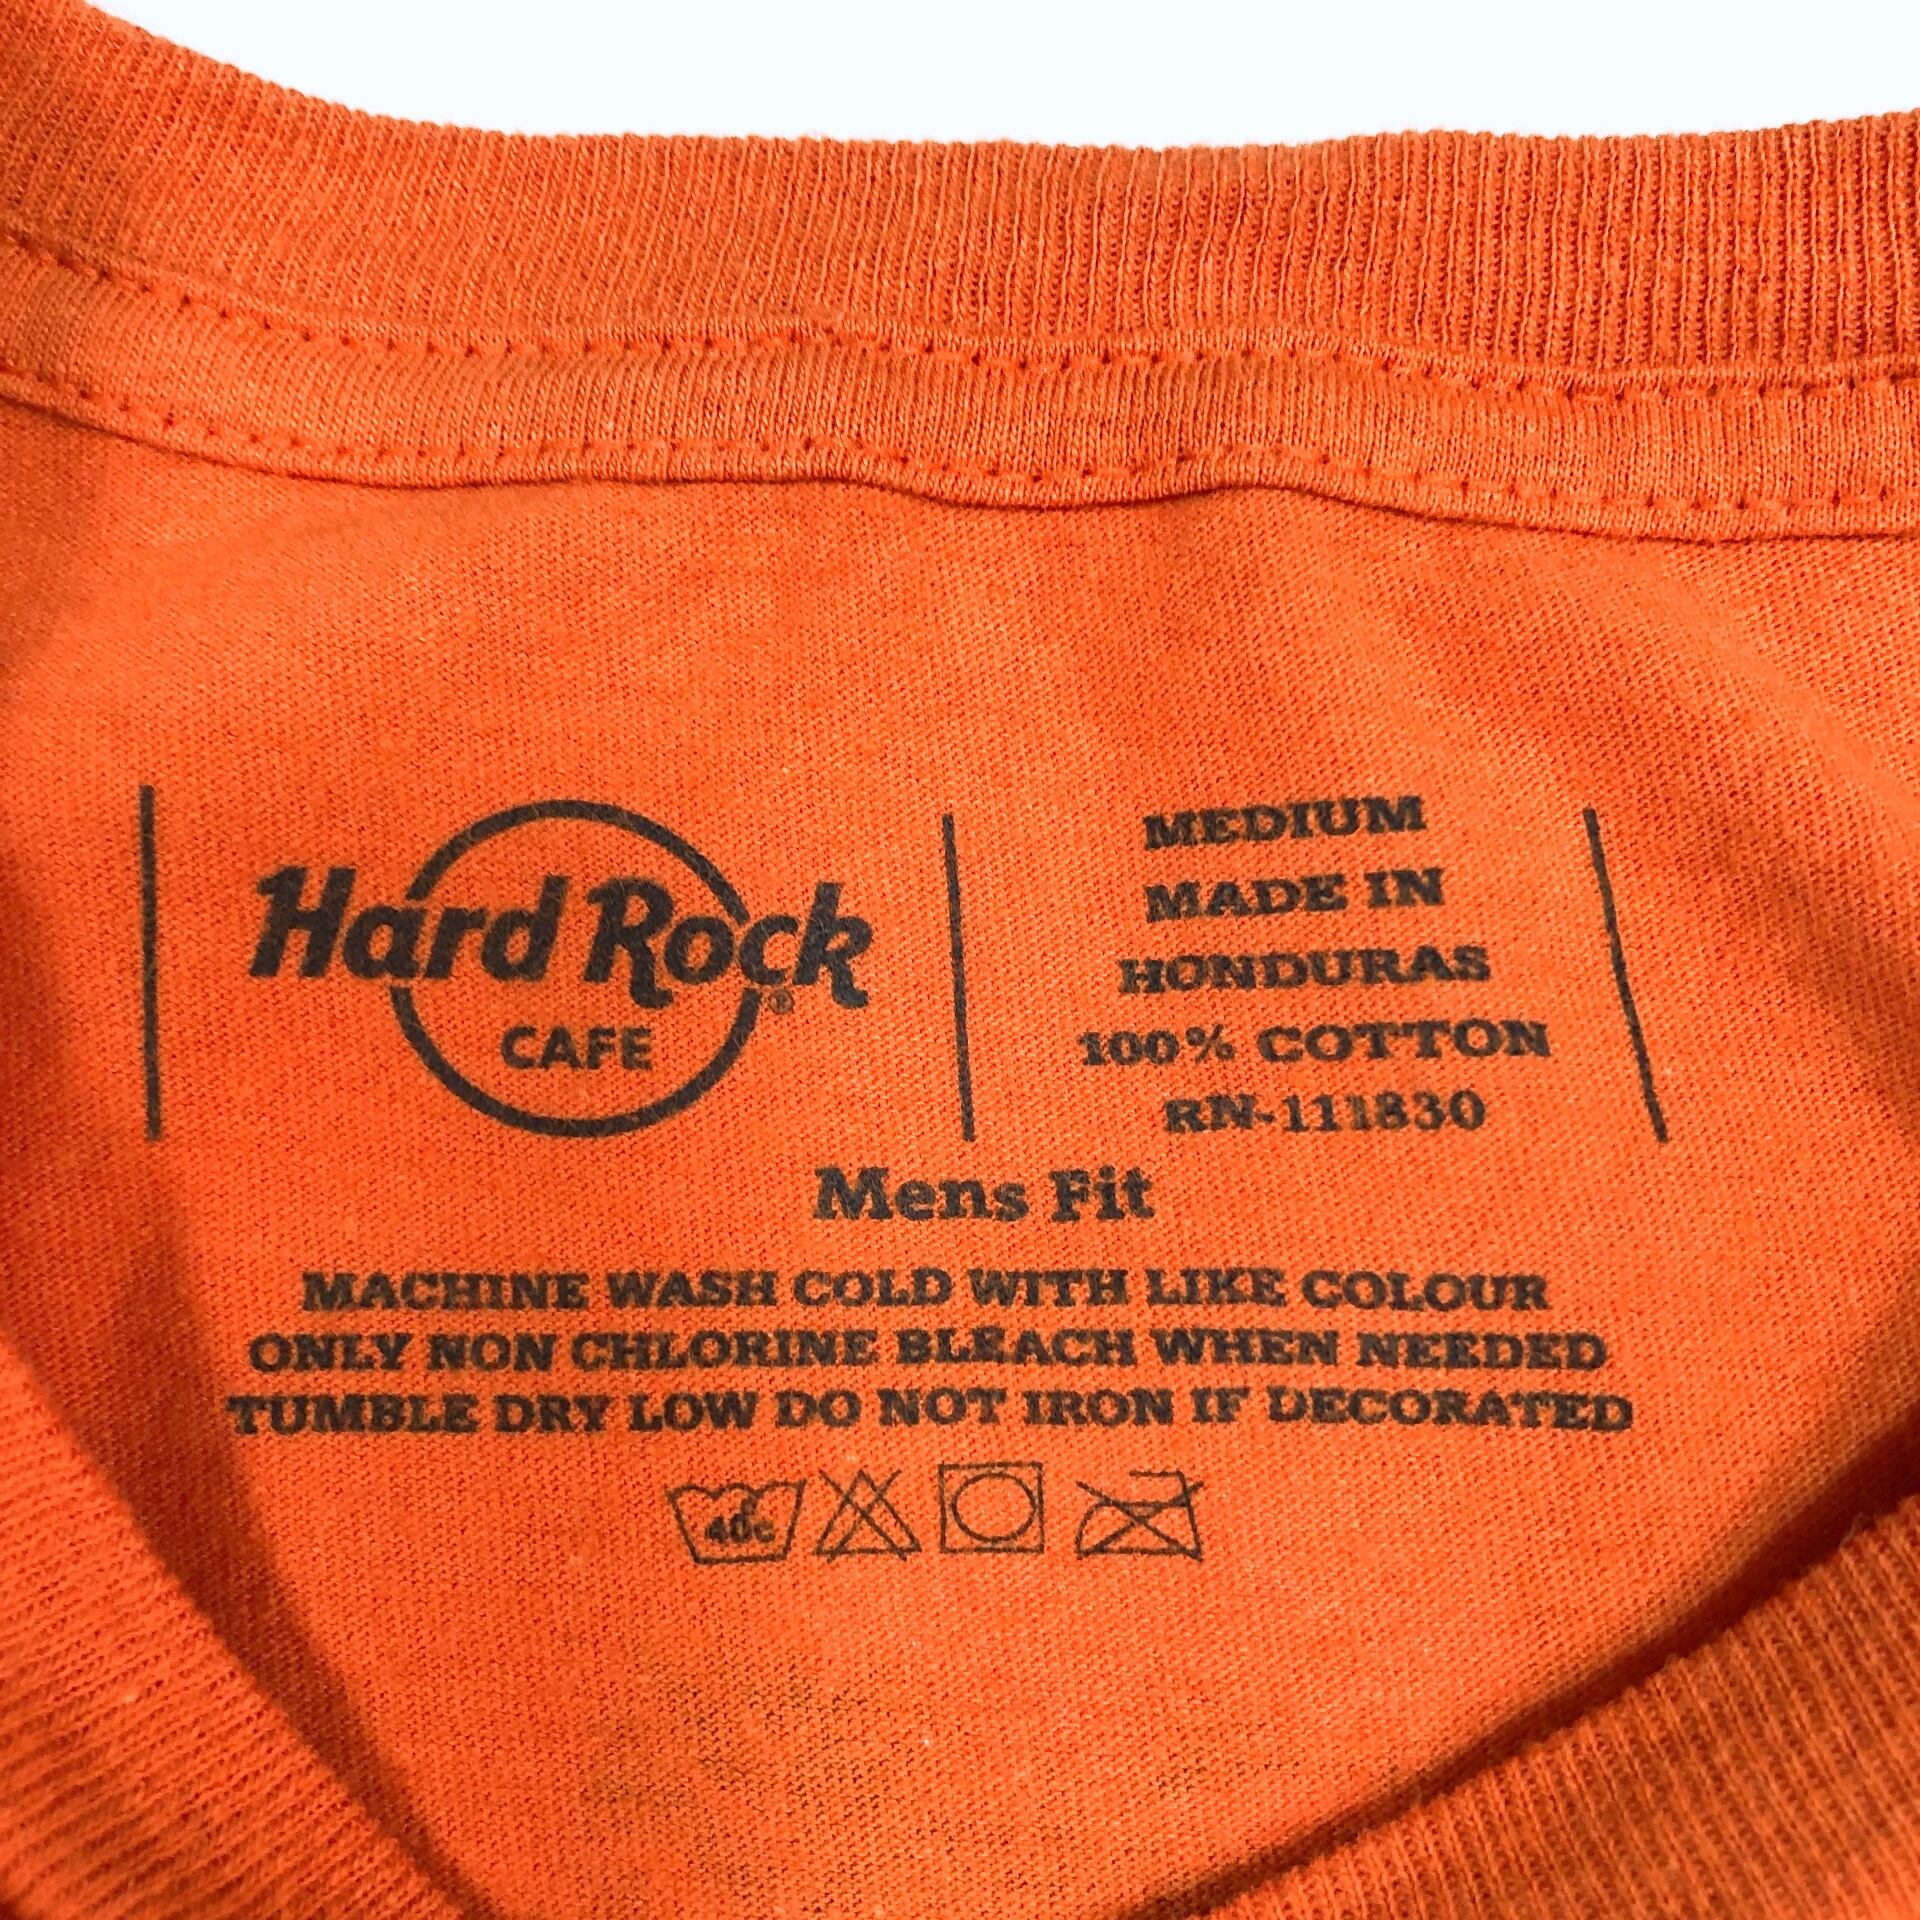 Hard Rock
®
CAFE
MEDIUM
MADE IN
HONDURAS
100% COTTON
RN-111830
Mens Fit
MACHINE WASH COLD WITH LIKE COLOUR
ONLY NON CHLORINE BLEACH WHEN NEEDED
TUMBLE DRY LOW DO NOT IRON IF DECORATED
40c